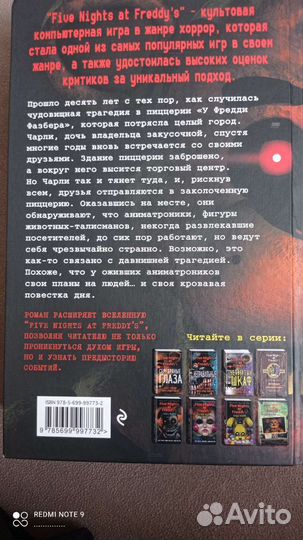 "Five Nights at Freddy's" - культовая
компьютерная игра в жанре хоррор, которая
стала одной из самых популярных игр в своем
жанре, а также удостоилась высоких оценок
критиков за уникальный подход.
Прошло десять лет с тех пор, как случилась
чудовищная трагедия в пиццерии «У Фредди
Фазбера», которая потрясла целый город.
Чарли, дочь владельца закусочной, спустя
многие годы вновь встречается со своими
друзьями. Здание пиццерии заброшено,
а вокруг него высится торговый центр.
Но Чарли так и тянет туда, и, рискнув
всем, друзья отправляются в заколоченную
пиццерию. Оказавшись на месте, они
обнаруживают, что аниматроники, фигуры
животных-талисманов, некогда развлекавшие
посетителей, до сих пор работают, но ведут
себя чрезвычайно странно. Возможно, это
как-то связано с давнишней трагедией.
Похоже, что у оживших аниматроников
свои планы на людей... и своя кровавая
повестка дня.
РОМАН РАСШИРЯЕТ ВСЕЛЕННУЮ
"FIVE NIGHTS AT FREDDY'S",
ПОЗВОЛЯЯ ЧИТАТЕЛЮ НЕ ТОЛЬКО
ПРОНИКНУТЬСЯ ДУХОМ ИГРЫ,
НО И УЗНАТЬ ПРЕДЫСТОРИЮ
СОБЫТИЙ.
Читайте в серии:
ГЛАЗА
ISBN 978-5-699-99773-2
9 785699 997732 >
REDMI NOTE 9
Avito